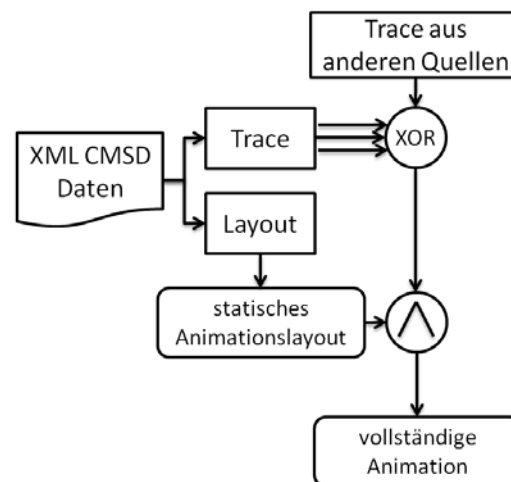 Trace aus
anderen Quellen
XML CMSD
Daten
Trace
XOR
Layout
statisches
Animationslayout
vollständige
Animation